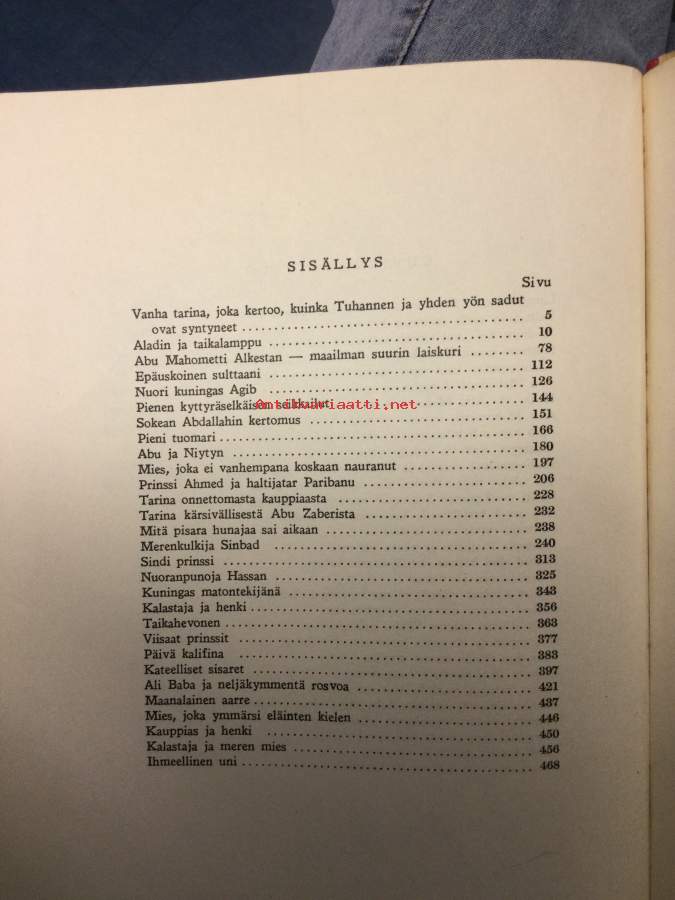 SISÄLLYS
Sivu
Vanha tarina, joka kertoo, kuinka Tuhannen ja yhden yön sadut
ovat syntyneet ........ 5
Aladin ja taikalamppu ........ 10
Abu Mahometti Alkestan — maailman suurin laiskuri ........ 78
Epäuskoinen sulttaani ........ 112
Nuori kuningas Agib ........ 126
Pienen kyttyräselkäisen seikkailut ........ 144
Antikvariaatti.net
Sokean Abdallahin kertomus ........ 151
Pieni tuomari ........ 166
Abu ja Niytyn ........ 180
Mies, joka ei vanhempana koskaan nauranut ........ 197
Prinssi Ahmed ja haltijatar Paribanu ........ 206
Tarina onnettomasta kauppiaasta ........ 228
Tarina kärsivällisestä Abu Zaberista ........ 232
Mitä pisara hunajaa sai aikaan ........ 238
Merenkulkija Sinbad ........ 240
Sindi prinssi ........ 313
Nuoranpunoja Hassan ........ 325
Kuningas matontekijänä ........ 343
Kalastaja ja henki ........ 356
Taikahevonen ........ 363
Viisaat prinssit ........ 377
Päivä kalifina ........ 383
Kateelliset sisaret ........ 397
Ali Baba ja neljäkymmentä rosvoa ........ 421
Maanalainen aarre ........ 437
Mies, joka ymmärsi eläinten kielen ........ 446
Kauppias ja henki ........ 450
Kalastaja ja meren mies ........ 456
Ihmeellinen uni ........ 468